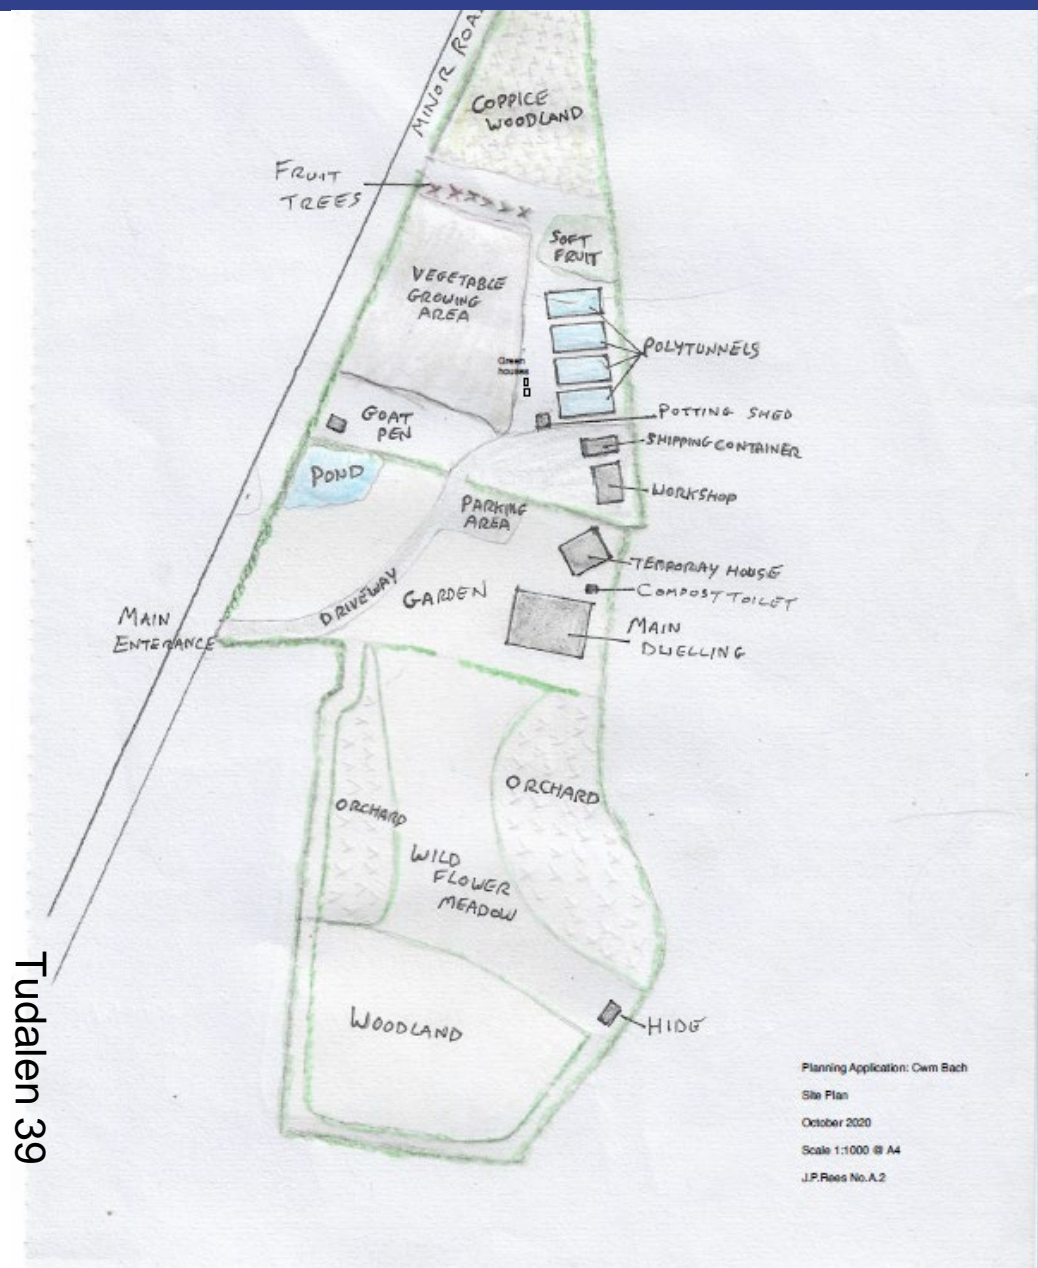 MINOR ROA
COPPICE
WOODLAND
FRUIT
TREES
SOFT
FRUIT
VEGETABLE
GROWING
AREA
POLYTUNNELS
Green
houses
GOAT
PEN
POTTING SHED
SHIPPING CONTAINER
POND
WORKSHOP
PARKING
AREA
TEMPORAY HOUSE
COMPOST TOILET
DRIVEWAY
GARDEN
MAIN
ENTERANCE
MAIN
DWELLING
ORCHARD
ORCHARD
WILD
FLOWER
MEADOW
WOODLAND
HIDE
Tudalen 39
Planning Application: Cwm Bach
Site Plan
October 2020
Scale 1:1000 @ A4
J.P.Rees No.A.2